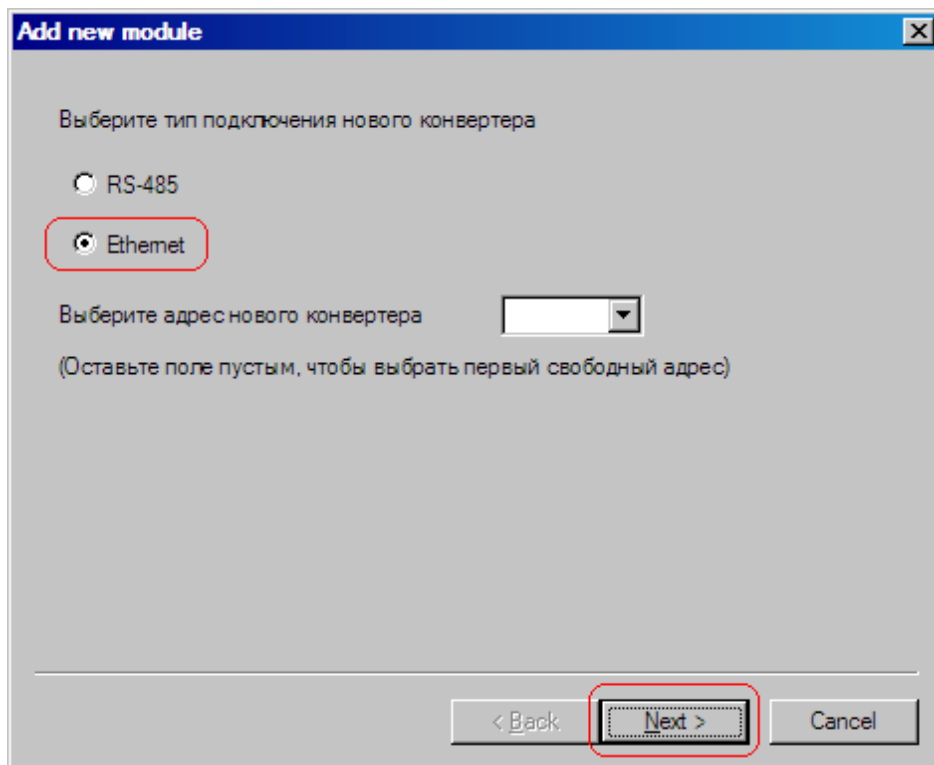 Add new module
Выберите тип подключения нового конвертера
RS-485
Ethernet
Выберите адрес нового конвертера
(Оставьте поле пустым, чтобы выбрать первый свободный адрес)
< Back
Next >
Cancel